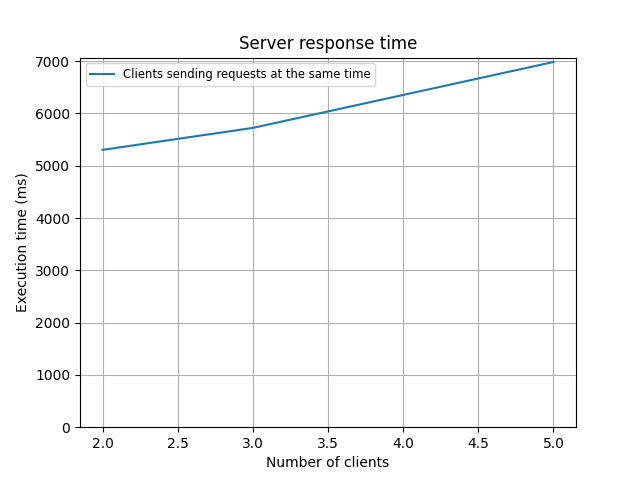 Server response time
7000
6000
5000
4000
3000
2000
1000
0
Execution time (ms)
Clients sending requests at the same time
2.0 2.5 3.0 3.5 4.0 4.5 5.0
Number of clients